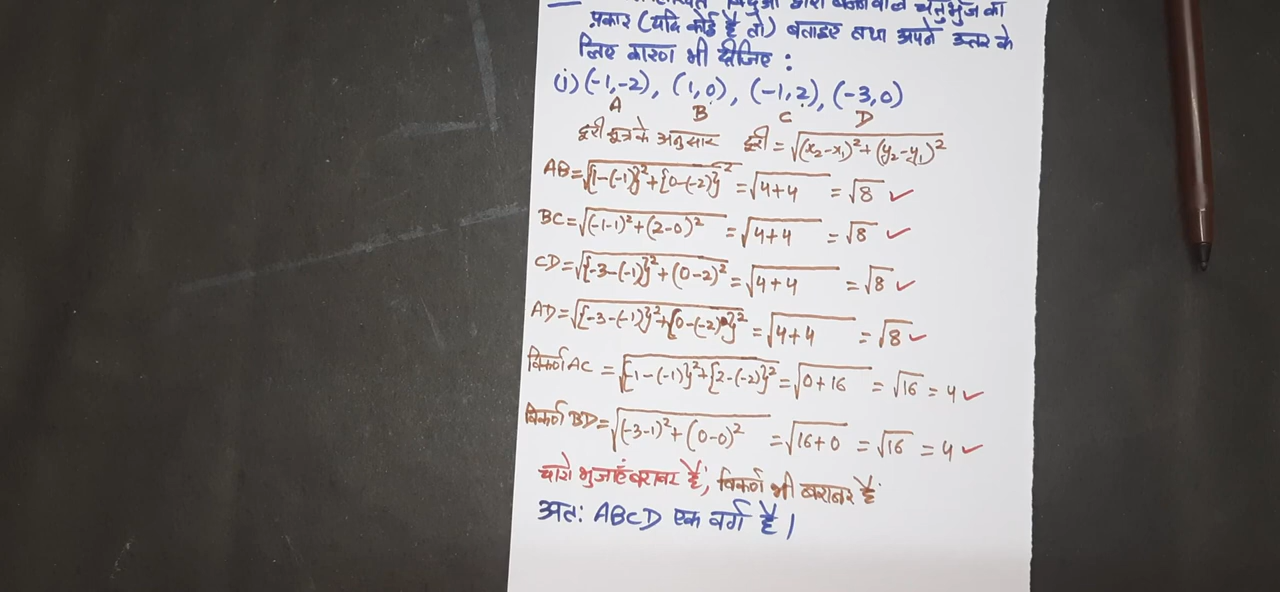 बिंदुओं द्वारा बनने वाले चतुर्भुज का
प्रकार (यदि कोई है तो) बताइए तथा अपने उत्तर के
लिए कारण भी दीजिए :
(i) (-1,-2), (1,0), (-1,2), (-3,0)
A B C D
दूरी सूत्र के अनुसार दूरी = √(x₂-x₁)²+(y₂-y₁)²
AB=√{1-(-1)}²+{0-(-2)}² = √4+4 = √8 ✓
BC=√(-1-1)²+(2-0)² = √4+4 = √8 ✓
CD=√{-3-(-1)}²+(0-2)² = √4+4 = √8 ✓
AD=√{-3-(-1)}²+{0-(-2)}² = √4+4 = √8 ✓
विकर्ण AC = √{-1-(-1)}²+{2-(-2)}² = √0+16 = √16 = 4 ✓
विकर्ण BD=√(-3-1)²+(0-0)² = √16+0 = √16 = 4 ✓
चारो भुजाएं बराबर हैं, विकर्ण भी बराबर हैं
अतः ABCD एक वर्ग है।